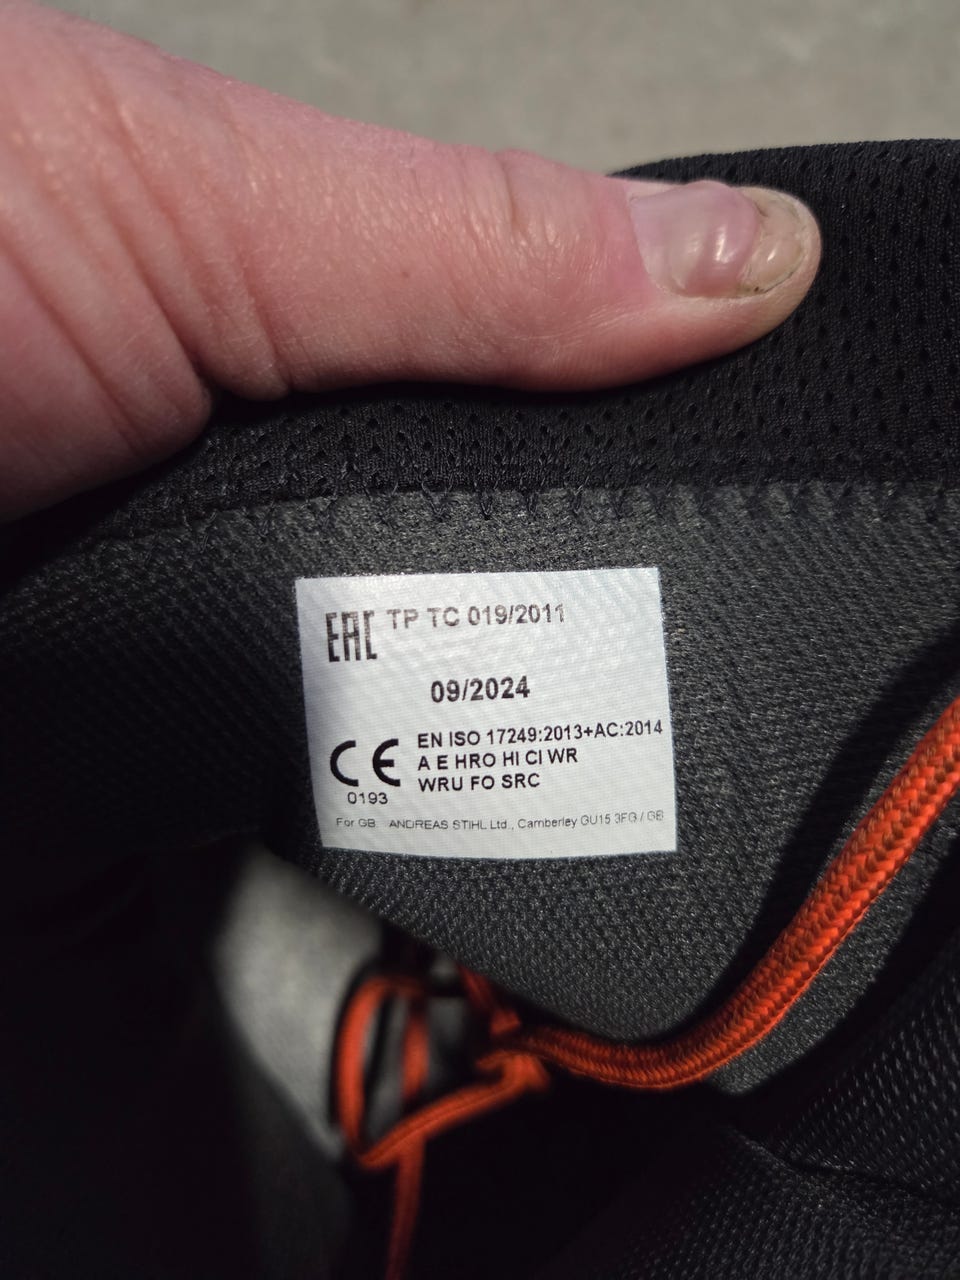 EAC TP TC 019/2011
09/2024
CE EN ISO 17249:2013+AC:2014
A E HRO HI CI WR
WRU FO SRC
0193
For GB ANDREAS STIHL Ltd., Camberley GU15 3FG / GB